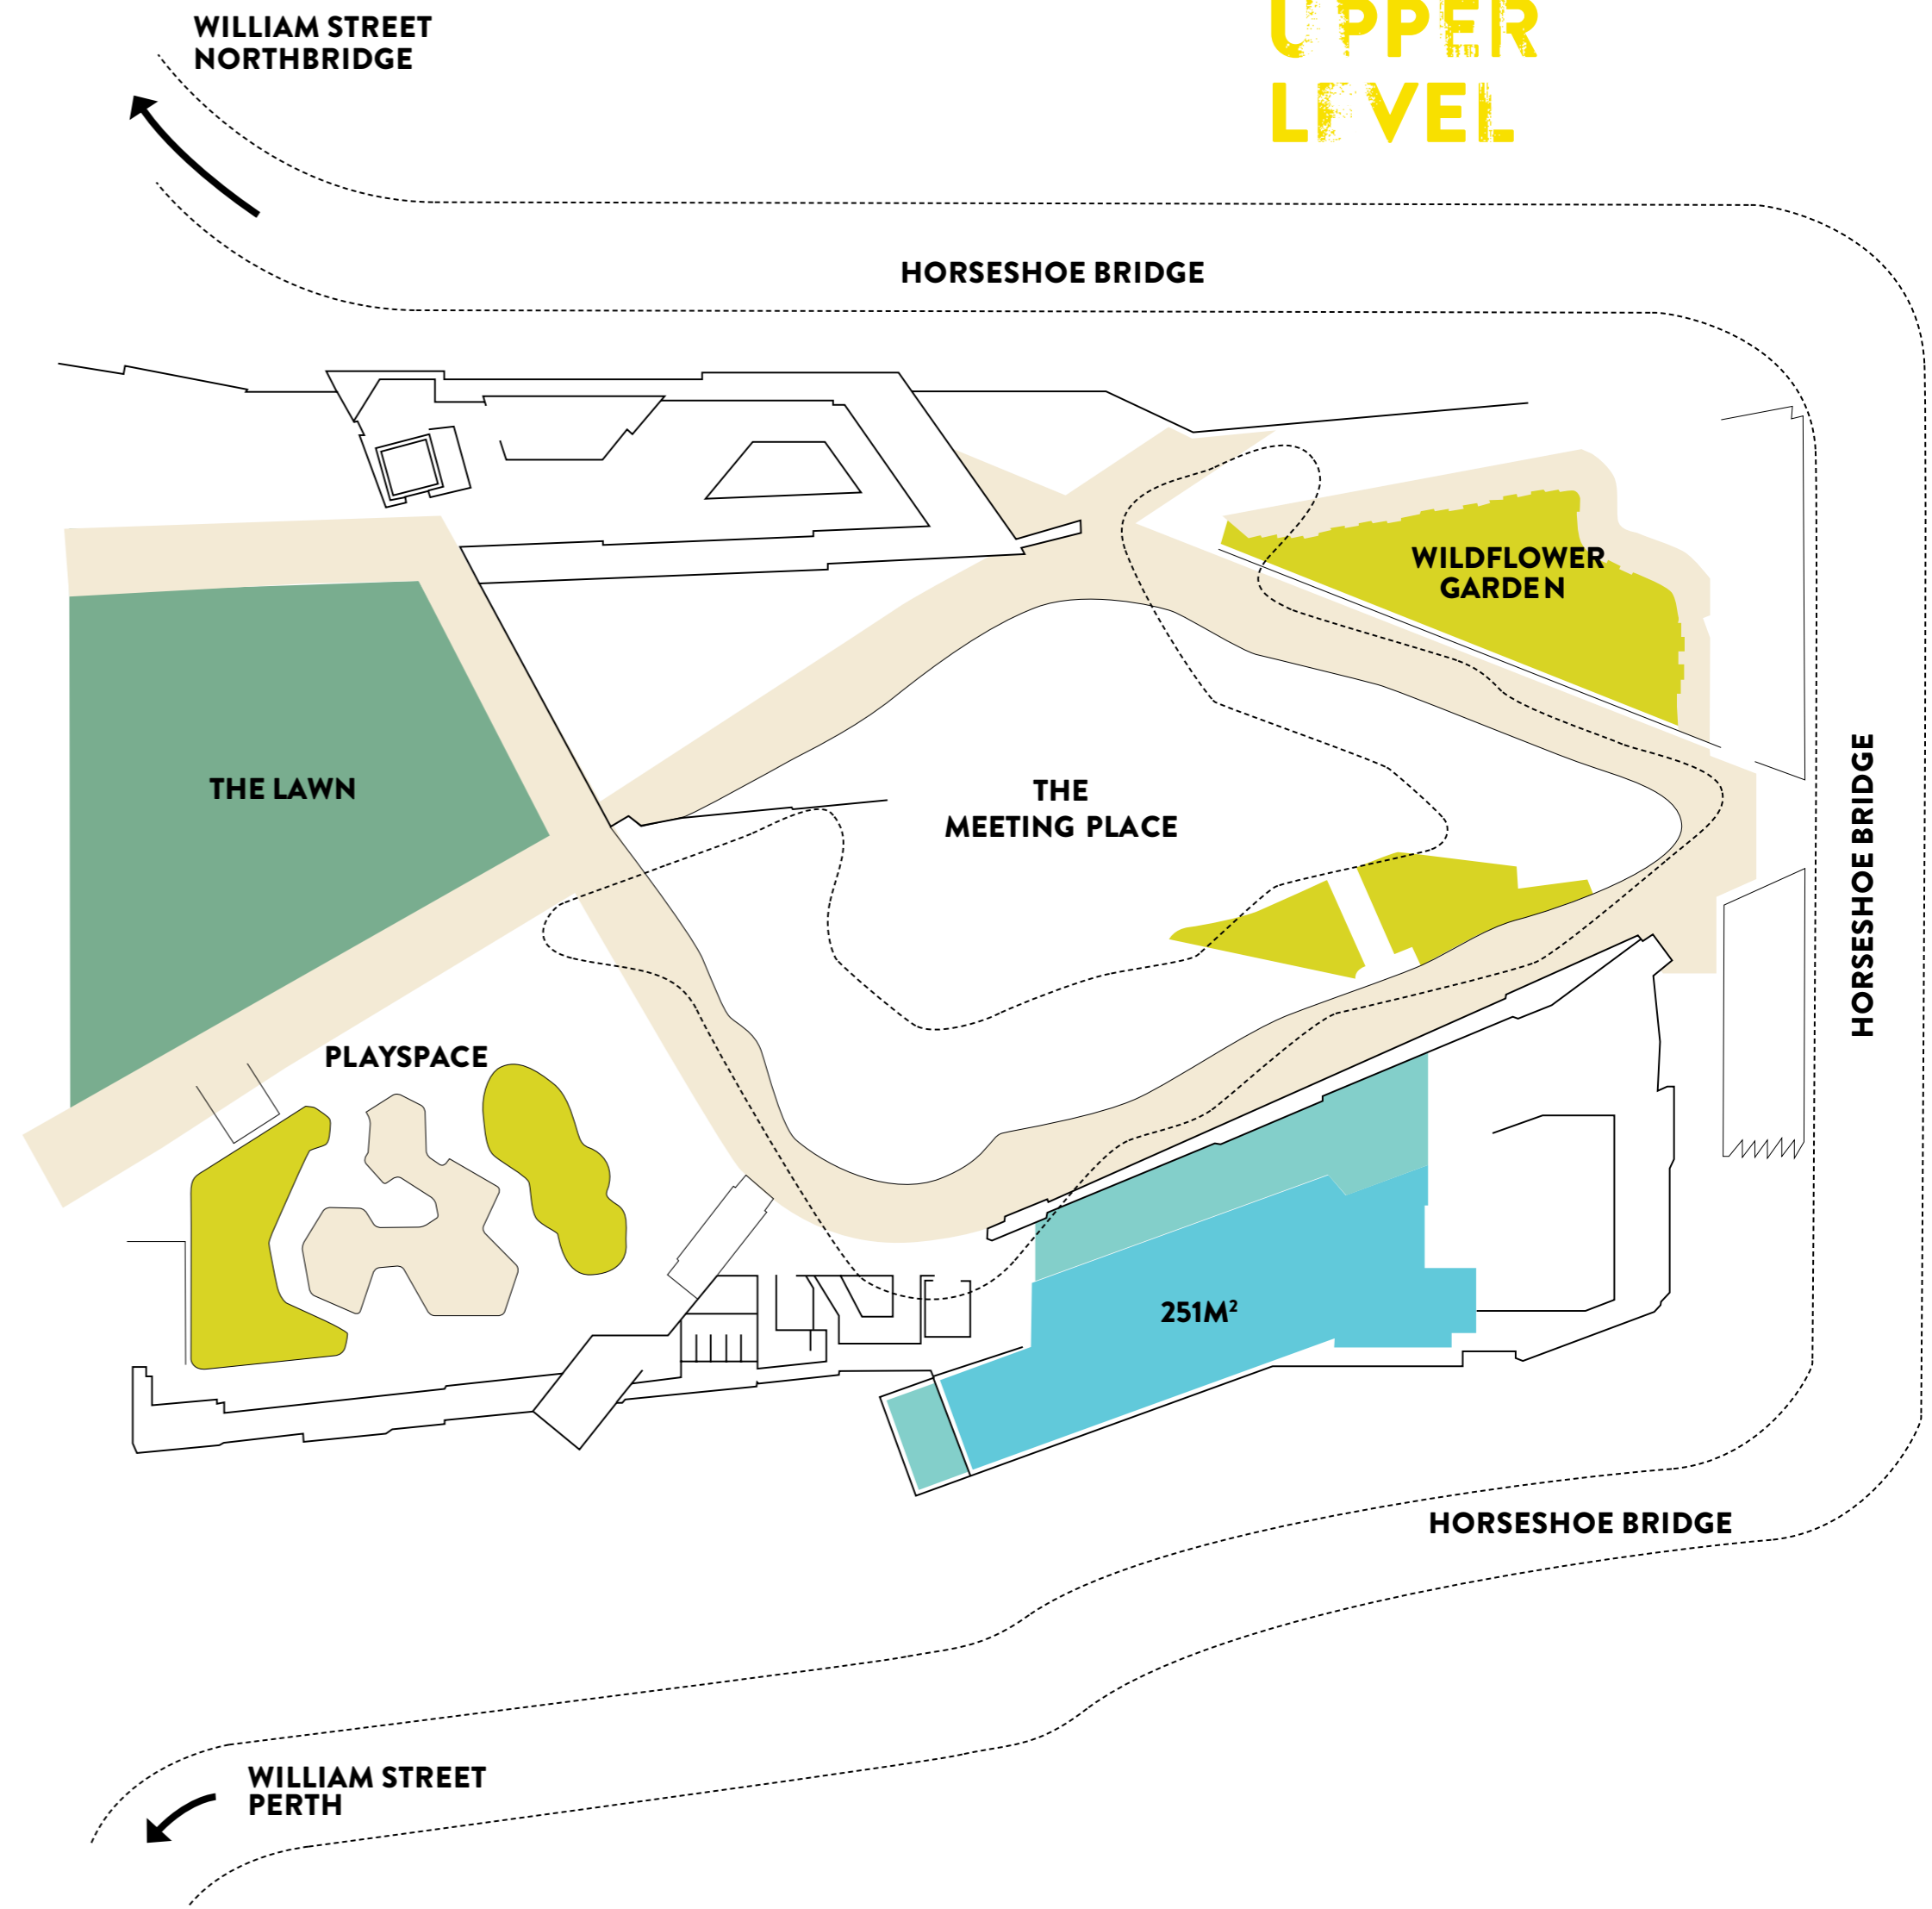 UPPER
LEVEL
WILLIAM STREET
NORTHBRIDGE
HORSESHOE BRIDGE
WILDFLOWER
GARDEN
THE LAWN
THE
MEETING PLACE
HORSESHOE BRIDGE
PLAYSPACE
251M²
HORSESHOE BRIDGE
WILLIAM STREET
PERTH